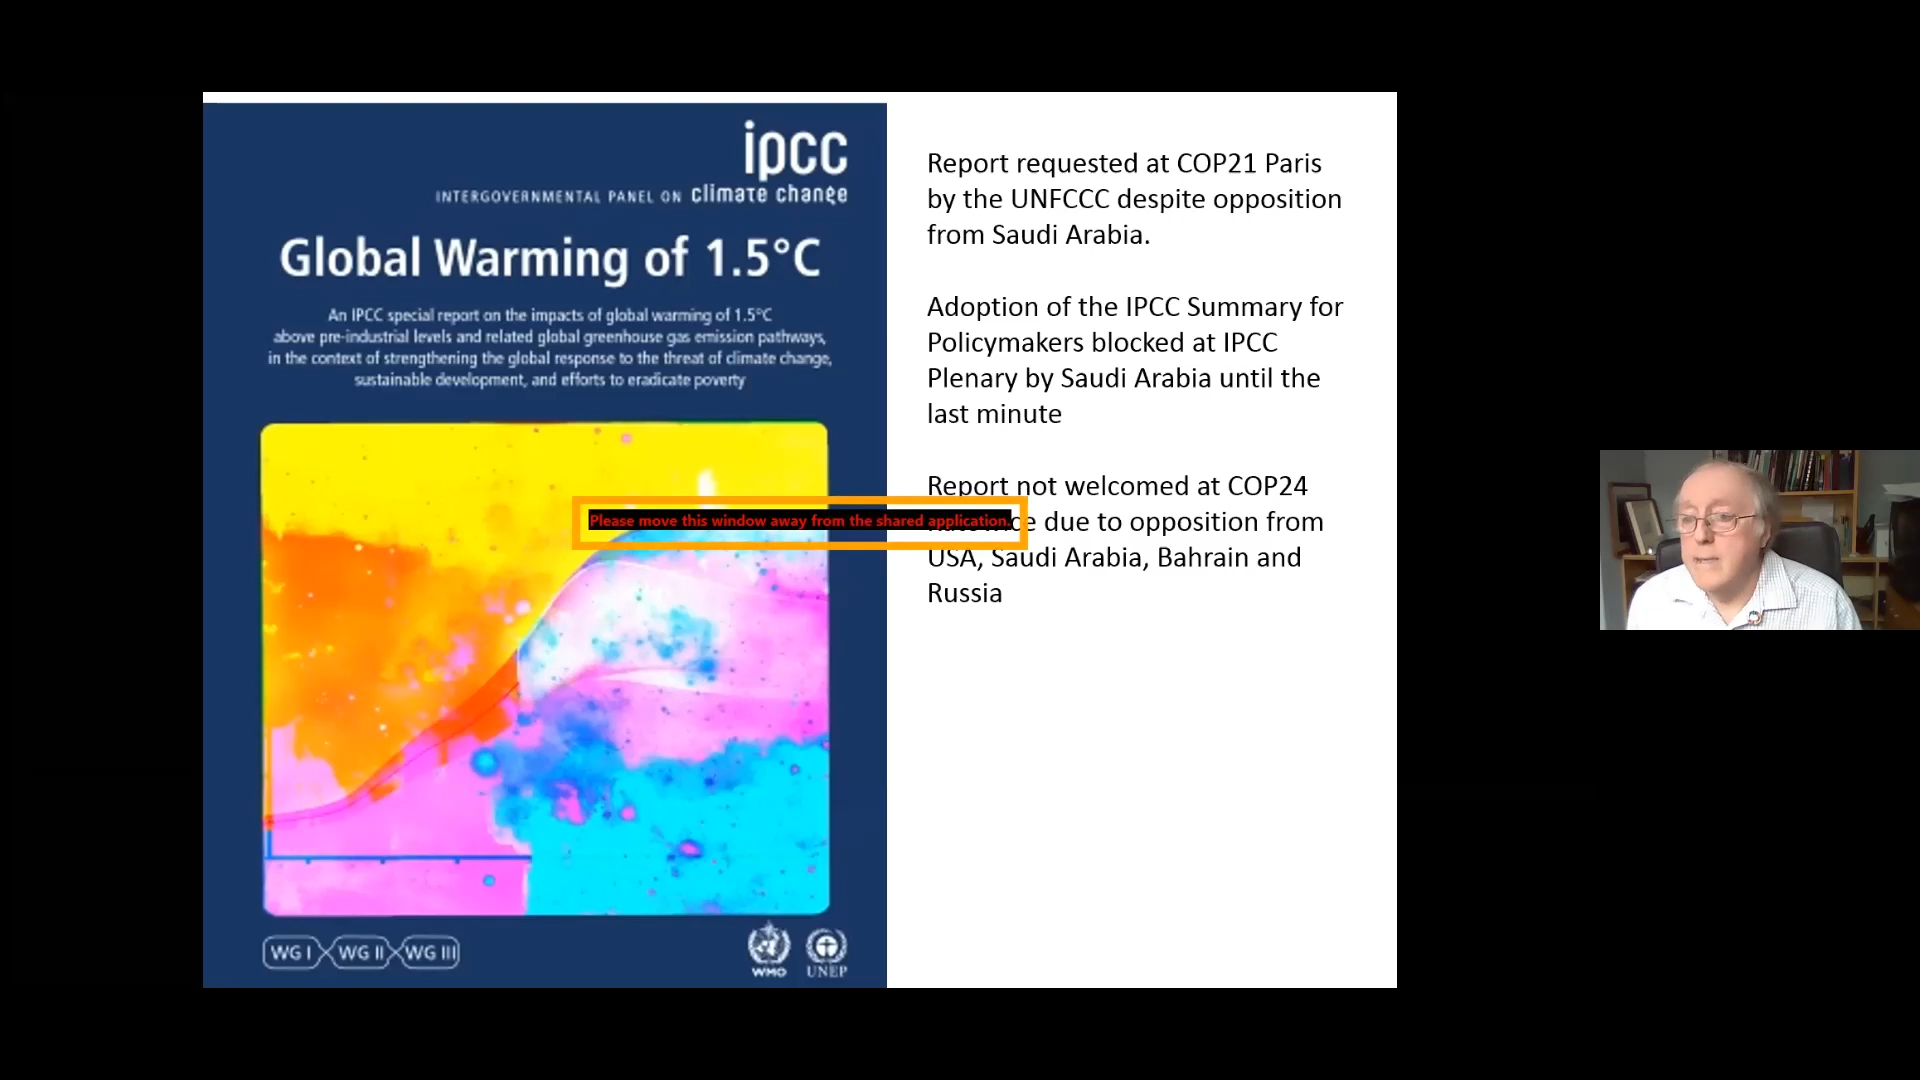 ipcc
INTERGOVERNMENTAL PANEL ON climate change
Global Warming of 1.5°C
An IPCC special report on the impacts of global warming of 1.5°C
above pre-industrial levels and related global greenhouse gas emission pathways,
in the context of strengthening the global response to the threat of climate change,
sustainable development, and efforts to eradicate poverty
WG I WG II WG III
WMO UNEP
Report requested at COP21 Paris
by the UNFCCC despite opposition
from Saudi Arabia.
Adoption of the IPCC Summary for
Policymakers blocked at IPCC
Plenary by Saudi Arabia until the
last minute
Report not welcomed at COP24
due to opposition from
USA, Saudi Arabia, Bahrain and
Russia
Please move this window away from the shared application.